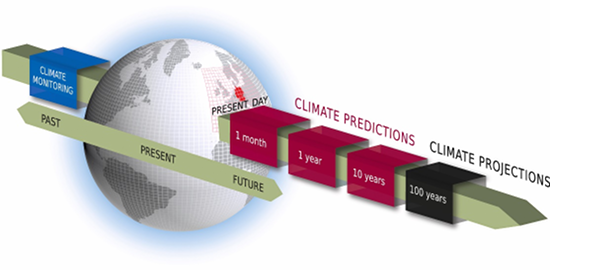 CLIMATE
MONITORING
PAST
PRESENT
FUTURE
PRESENT DAY
CLIMATE PREDICTIONS
1 month
1 year
10 years
CLIMATE PROJECTIONS
100 years